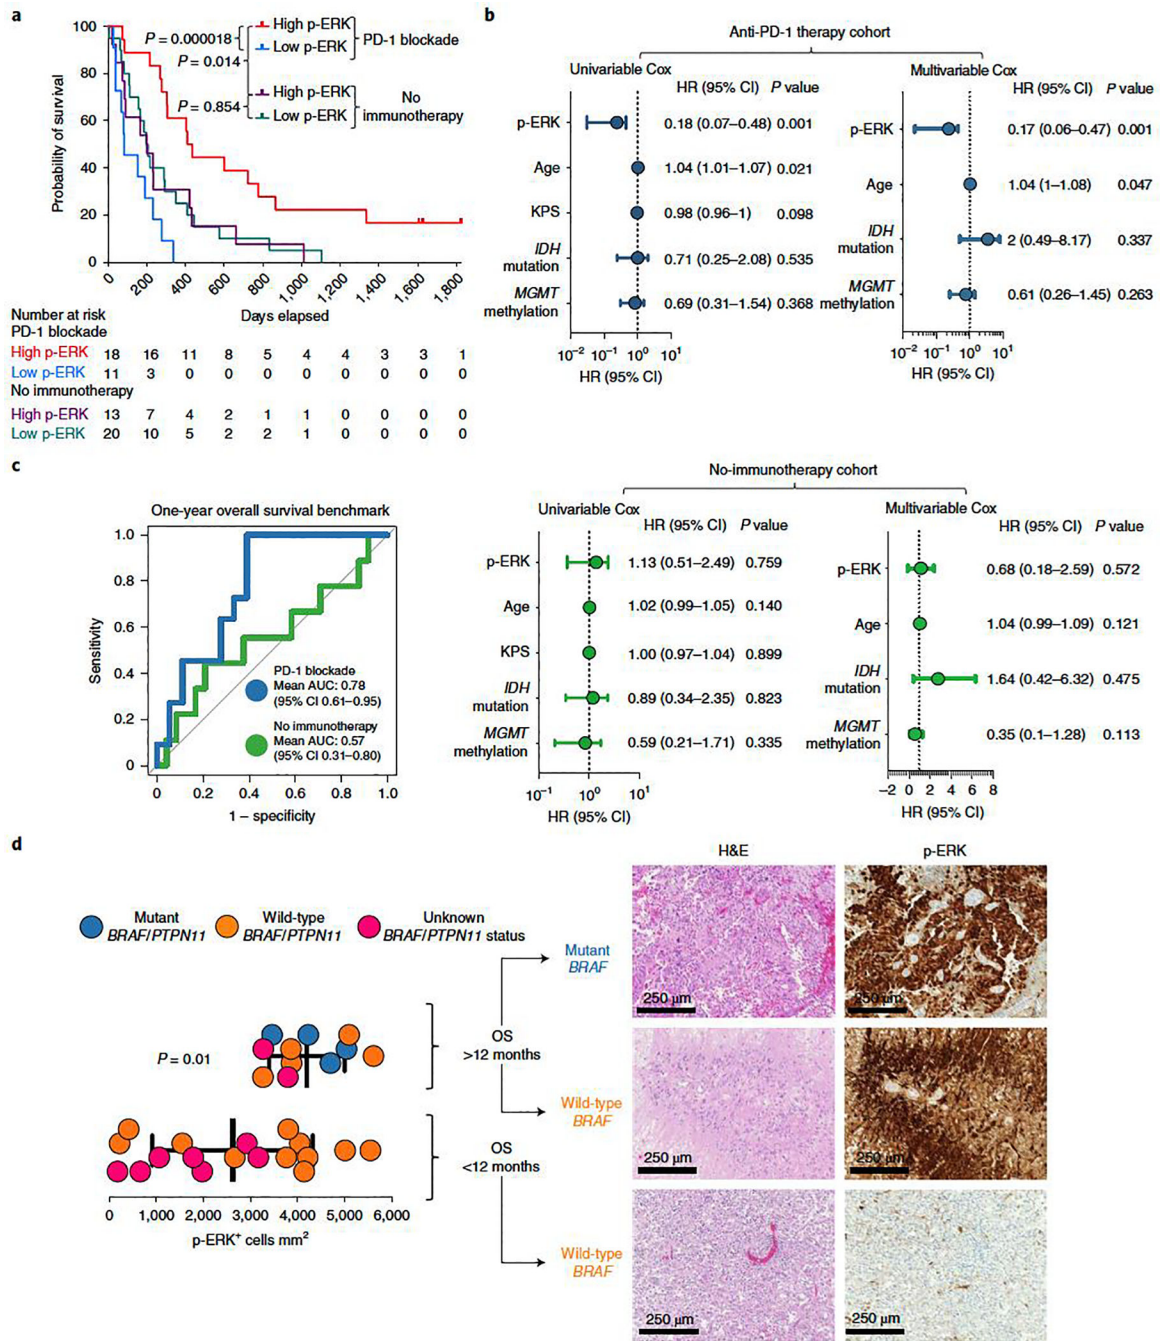 a
100
80
60
40
20
0
Probability of survival
P = 0.000018
P = 0.014
P = 0.854
High p-ERK
Low p-ERK
PD-1 blockade
High p-ERK
Low p-ERK
No
immunotherapy
0
200
400
600
800
1,000
1,200
1,400
1,600
1,800
Days elapsed
Number at risk
PD-1 blockade
High p-ERK 18 16 11 8 5 4 4 3 3 1
Low p-ERK 11 3 0 0 0 0 0 0 0 0
No immunotherapy
High p-ERK 13 7 4 2 1 1 0 0 0 0
Low p-ERK 20 10 5 2 2 1 0 0 0 0
b
Anti-PD-1 therapy cohort
Univariable Cox
HR (95% CI) P value
p-ERK 0.18 (0.07–0.48) 0.001
Age 1.04 (1.01–1.07) 0.021
KPS 0.98 (0.96–1) 0.098
IDH
mutation 0.71 (0.25–2.08) 0.535
MGMT
methylation 0.69 (0.31–1.54) 0.368
10−2 10−1 100 101
HR (95% CI)
Multivariable Cox
HR (95% CI) P value
p-ERK 0.17 (0.06–0.47) 0.001
Age 1.04 (1–1.08) 0.047
IDH
mutation 2 (0.49–8.17) 0.337
MGMT
methylation 0.61 (0.26–1.45) 0.263
10−2 10−1 100 101
HR (95% CI)
No-immunotherapy cohort
Univariable Cox
HR (95% CI) P value
p-ERK 1.13 (0.51–2.49) 0.759
Age 1.02 (0.99–1.05) 0.140
KPS 1.00 (0.97–1.04) 0.899
IDH
mutation 0.89 (0.34–2.35) 0.823
MGMT
methylation 0.59 (0.21–1.71) 0.335
10−1 100 101
HR (95% CI)
Multivariable Cox
HR (95% CI) P value
p-ERK 0.68 (0.18–2.59) 0.572
Age 1.04 (0.99–1.09) 0.121
IDH
mutation 1.64 (0.42–6.32) 0.475
MGMT
methylation 0.35 (0.1–1.28) 0.113
−2 0 2 4 6 8
HR (95% CI)
c
One-year overall survival benchmark
1.0
0.8
0.6
0.4
0.2
0
Sensitivity
PD-1 blockade
Mean AUC: 0.78
(95% CI 0.61–0.95)
No immunotherapy
Mean AUC: 0.57
(95% CI 0.31–0.80)
0 0.2 0.4 0.6 0.8 1.0
1 − specificity
d
Mutant
BRAF/PTPN11
Wild-type
BRAF/PTPN11
Unknown
BRAF/PTPN11 status
P = 0.01
OS
>12 months
OS
<12 months
0 1,000 2,000 3,000 4,000 5,000 6,000
p-ERK+ cells mm2
H&E
p-ERK
Mutant
BRAF
250 μm
250 μm
Wild-type
BRAF
250 μm
250 μm
Wild-type
BRAF
250 μm
250 μm